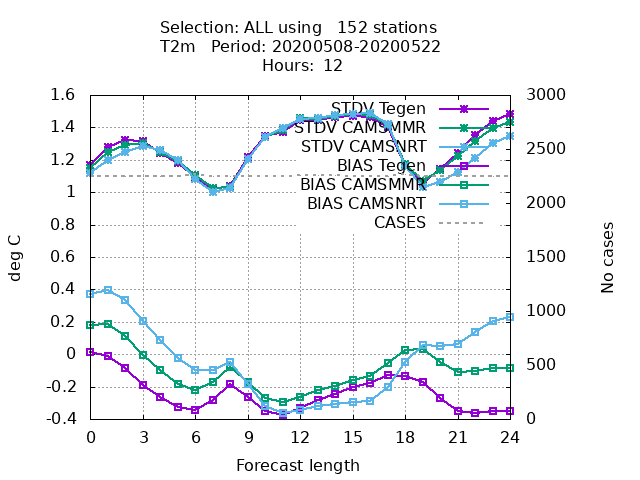 Selection: ALL using   152 stations
T2m   Period: 20200508-20200522
Hours:  12
1.6
1.4
1.2
1
0.8
0.6
0.4
0.2
0
-0.2
-0.4
deg C
3000
2500
2000
1500
1000
500
0
No cases
STDV Tegen
STDV CAMSMMR
STDV CAMSNRT
BIAS Tegen
BIAS CAMSMMR
BIAS CAMSNRT
CASES
0 3 6 9 12 15 18 21 24
Forecast length